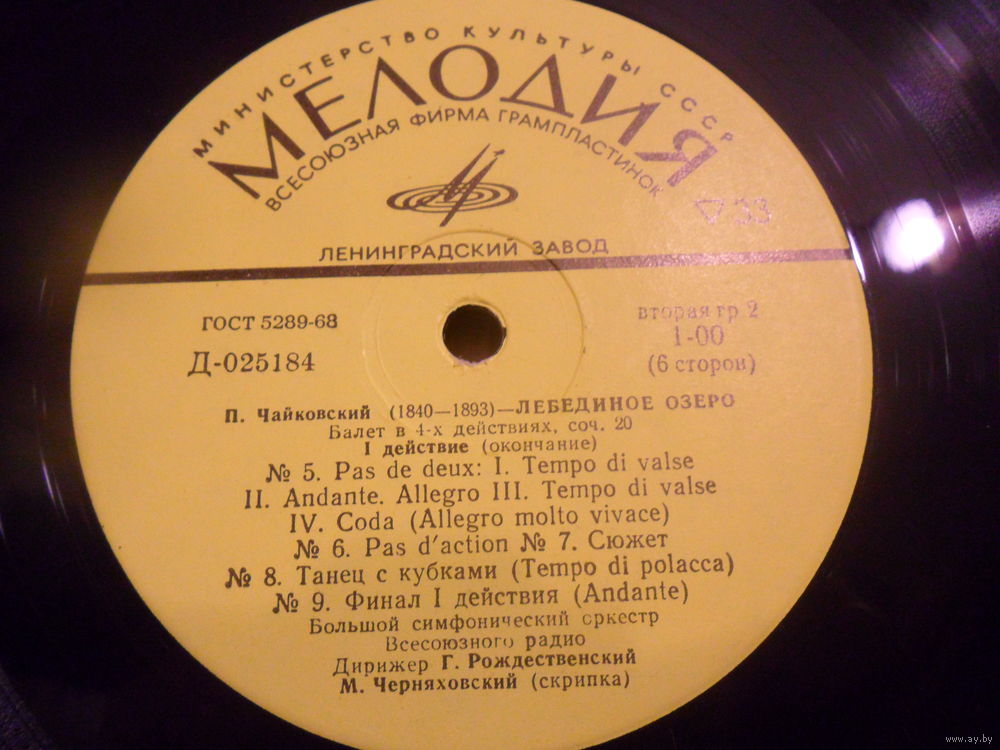 МИНИСТЕРСТВО КУЛЬТУРЫ СССР
МЕЛОДИЯ
ВСЕСОЮЗНАЯ ФИРМА ГРАМПЛАСТИНОК
▽ 33
ЛЕНИНГРАДСКИЙ ЗАВОД
ГОСТ 5289-68
Д-025184
вторая гр 2
1-00
(6 сторон)
П. Чайковский (1840—1893)—ЛЕБЕДИНОЕ ОЗЕРО
Балет в 4-х действиях, соч. 20
I действие (окончание)
№ 5. Pas de deux: I. Tempo di valse
II. Andante. Allegro III. Tempo di valse
IV. Coda (Allegro molto vivace)
№ 6. Pas d'action № 7. Сюжет
№ 8. Танец с кубками (Tempo di polacca)
№ 9. Финал I действия (Andante)
Большой симфонический оркестр
Всесоюзного радио
Дирижер Г. Рождественский
М. Черняховский (скрипка)
www.ay.by